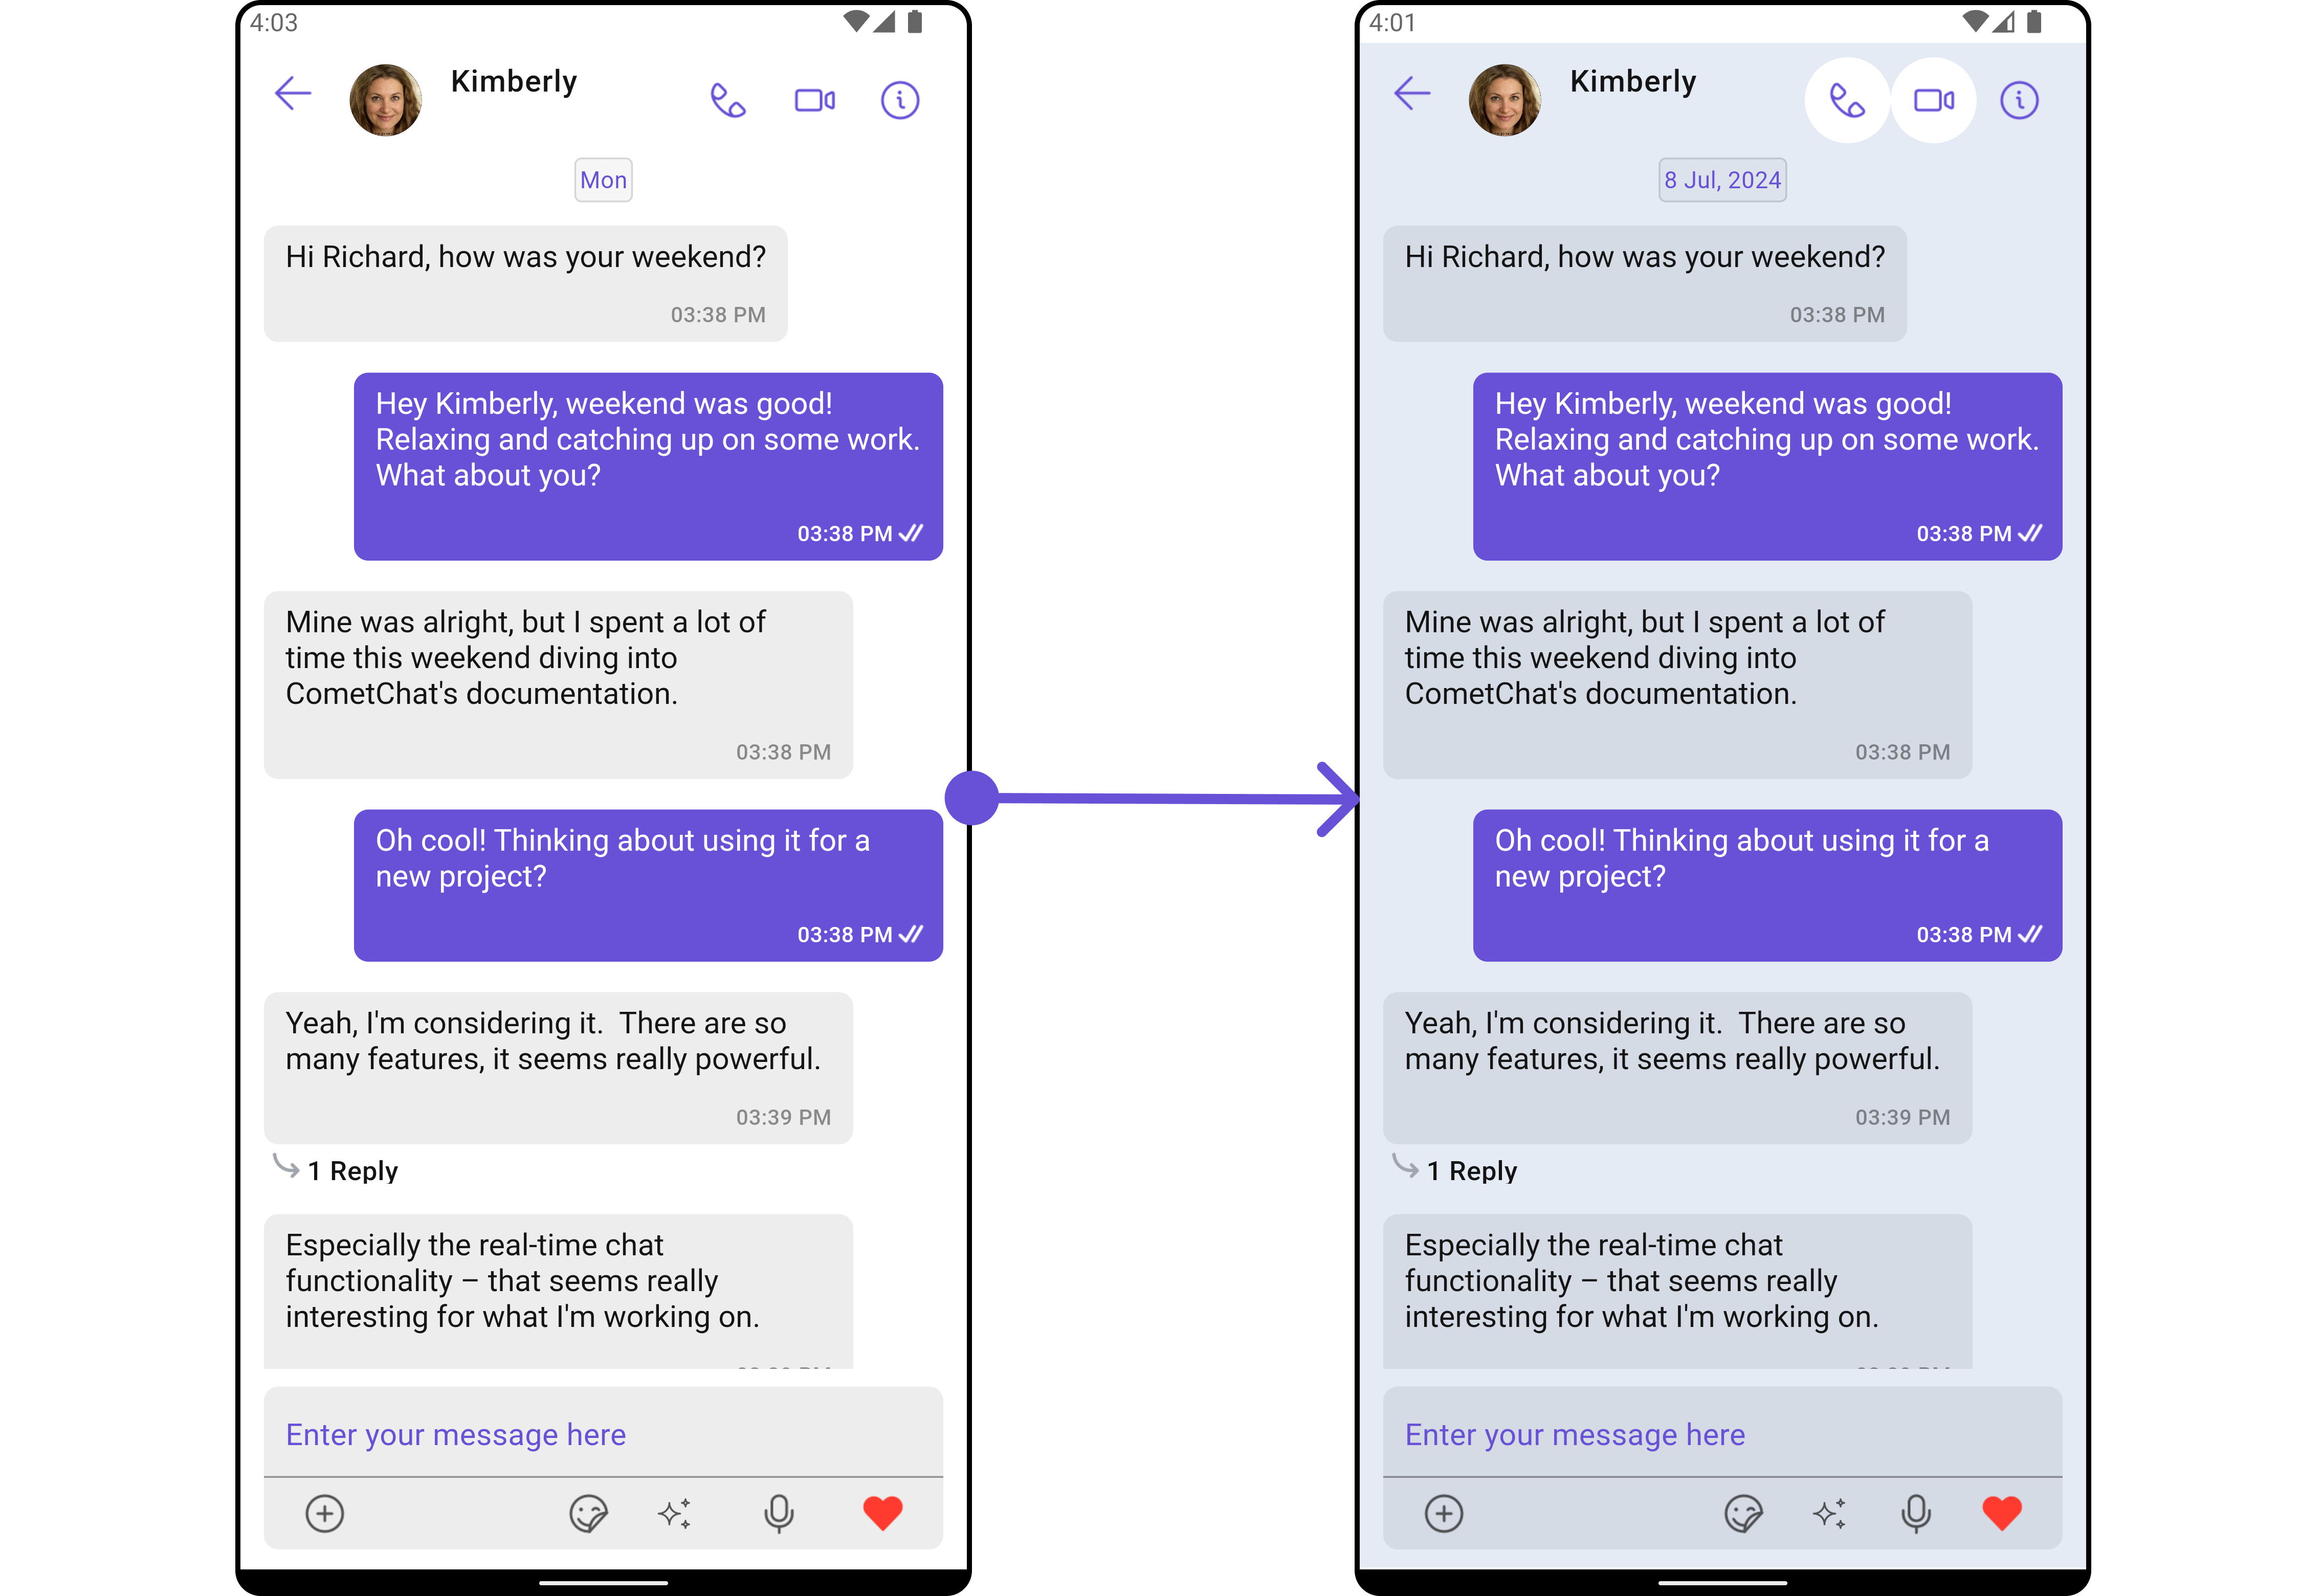 4:03
Kimberly
Mon
Hi Richard, how was your weekend?
03:38 PM
Hey Kimberly, weekend was good!
Relaxing and catching up on some work.
What about you?
03:38 PM
Mine was alright, but I spent a lot of
time this weekend diving into
CometChat's documentation.
03:38 PM
Oh cool! Thinking about using it for a
new project?
03:38 PM
Yeah, I'm considering it.  There are so
many features, it seems really powerful.
03:39 PM
1 Reply
Especially the real-time chat
functionality – that seems really
interesting for what I'm working on.
Enter your message here
4:01
Kimberly
8 Jul, 2024
Hi Richard, how was your weekend?
03:38 PM
Hey Kimberly, weekend was good!
Relaxing and catching up on some work.
What about you?
03:38 PM
Mine was alright, but I spent a lot of
time this weekend diving into
CometChat's documentation.
03:38 PM
Oh cool! Thinking about using it for a
new project?
03:38 PM
Yeah, I'm considering it.  There are so
many features, it seems really powerful.
03:39 PM
1 Reply
Especially the real-time chat
functionality – that seems really
interesting for what I'm working on.
Enter your message here